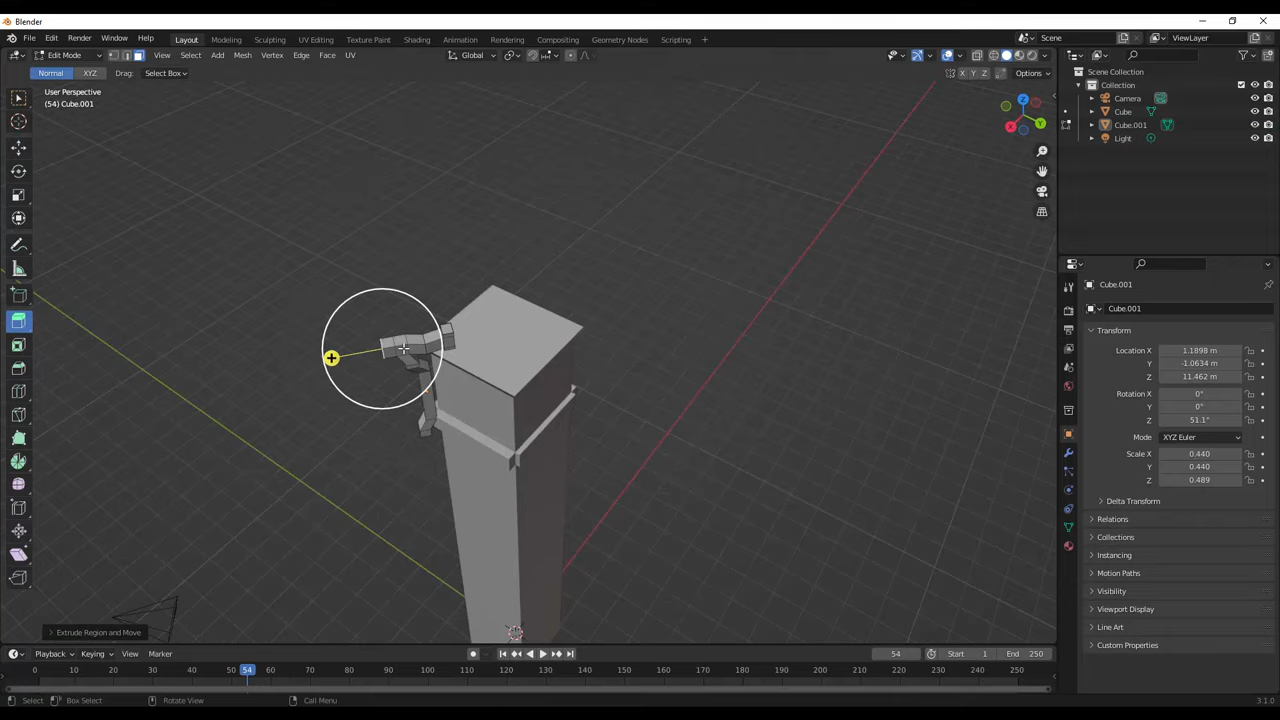 Blender
File Edit Render Window Help Layout Modeling Sculpting UV Editing Texture Paint Shading Animation Rendering Compositing Geometry Nodes Scripting Scene ViewLayer
Edit Mode View Select Add Mesh Vertex Edge Face UV Global
Normal XYZ Drag: Select Box X Y Z Options
User Perspective
(54) Cube.001
Z
X
Y
Scene Collection
Collection
Camera
Cube
Cube.001
Light
Cube.001
Cube.001
Transform
Location X 1.1898 m
Y -1.0634 m
Z 11.462 m
Rotation X 0°
Y 0°
Z 51.1°
Mode XYZ Euler
Scale X 0.440
Y 0.440
Z 0.489
Delta Transform
Relations
Collections
Instancing
Motion Paths
Visibility
Viewport Display
Line Art
Custom Properties
Extrude Region and Move
Playback Keying View Marker 54 Start 1 End 250
0 10 20 30 40 50 54 60 70 80 90 100 110 120 130 140 150 160 170 180 190 200 210 220 230 240 250
Select Box Select Rotate View Call Menu 3.1.0